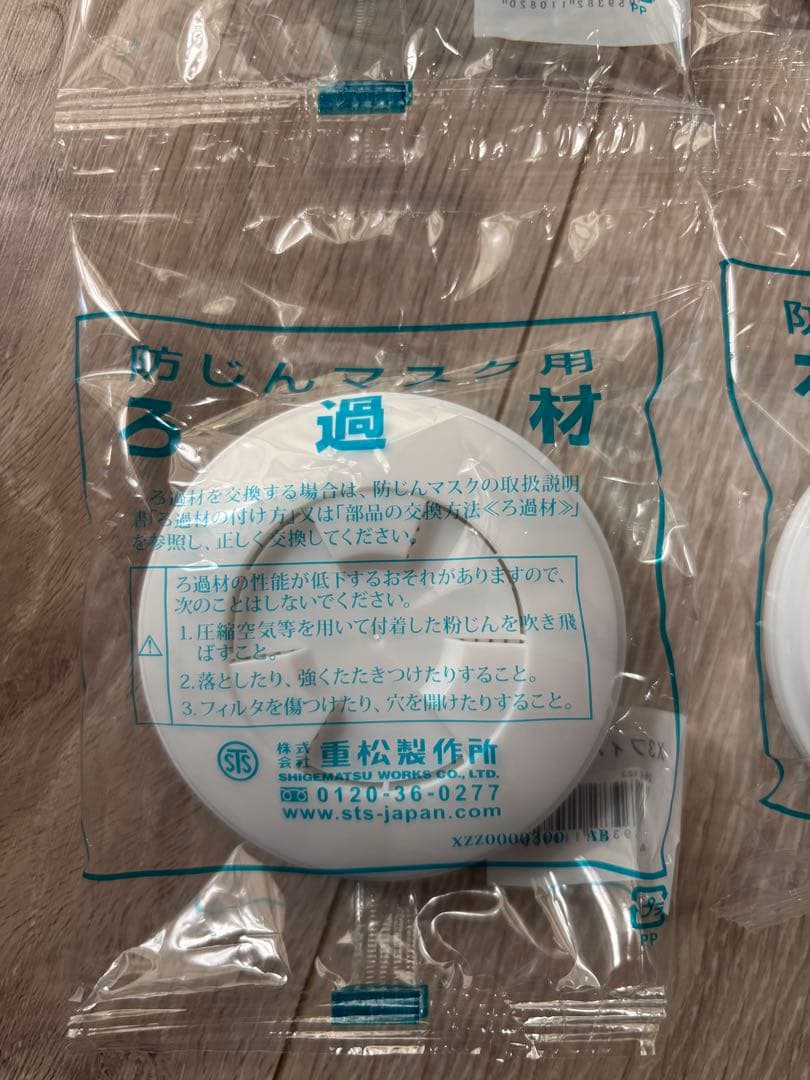 PP
防じんマスク用
ろ過材
ろ過材を交換する場合は、防じんマスクの取扱説明
書「ろ過材の付け方」又は「部品の交換方法≪ろ過材≫」
を参照し、正しく交換してください。
ろ過材の性能が低下するおそれがありますので、
次のことはしないでください。
1.圧縮空気等を用いて付着した粉じんを吹き飛
ばすこと。
2.落としたり、強くたたきつけたりすること。
3.フィルタを傷つけたり、穴を開けたりすること。
STS
株式会社 重松製作所
SHIGEMATSU WORKS CO., LTD.
0120-36-0277
www.sts-japan.com
AB
プラ
PP
防